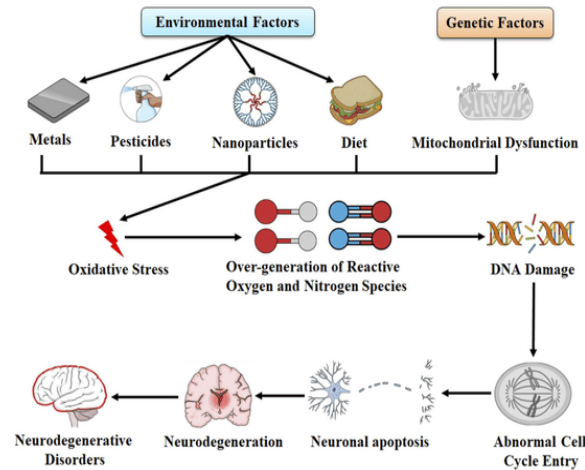 Environmental Factors
Genetic Factors
Metals
Pesticides
Nanoparticles
Diet
Mitochondrial Dysfunction
Oxidative Stress
Over-generation of Reactive
Oxygen and Nitrogen Species
DNA Damage
Neurodegenerative
Disorders
Neurodegeneration
Neuronal apoptosis
Abnormal Cell
Cycle Entry